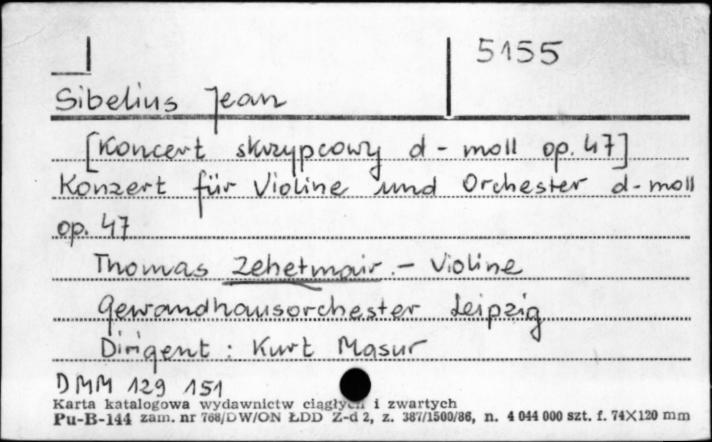 5155
Sibelius Jean
[Koncert skrzypcowy d-moll op. 47]
Konzert für Violine und Orchester d-moll
op. 47
Thomas Zehetmair. – Violine
Gewandhausorchester Leipzig
Dirigent : Kurt Masur
DMM 129 151
Karta katalogowa wydawnictw ciągłych i zwartych
Pu-B-144 zam. nr 768/DW/ON ŁDD Z-d 2, z. 387/1500/86, n. 4 044 000 szt. f. 74X120 mm